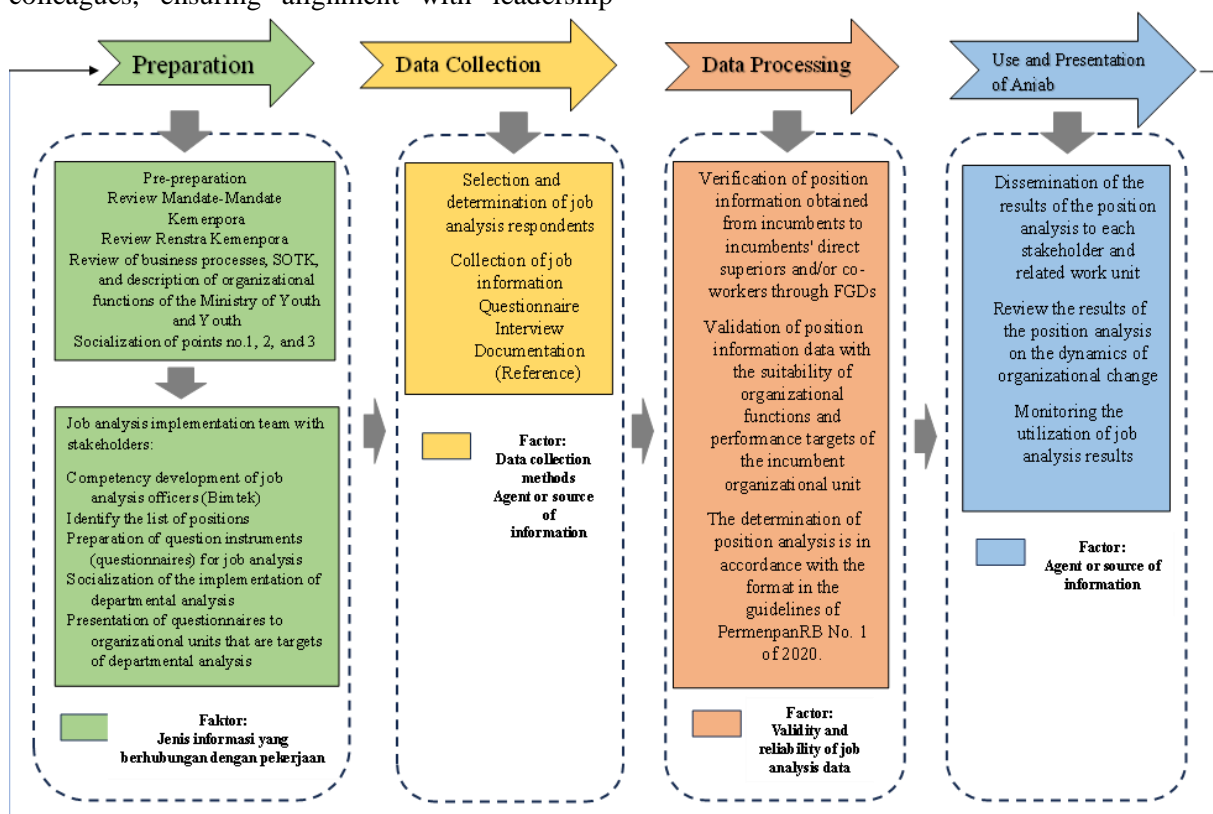 colleagues, ensuring alignment with leadership
Preparation
Data Collection
Data Processing
Use and Presentation
of Anjab
Pre-preparation
Review Mandate-Mandate
Kemenpora
Review Renstra Kemenpora
Review of business processes, SOTK,
and description of organizational
functions of the Ministry of Youth
and Youth
Socialization of points no.1, 2, and 3
Job analysis implementation team with
stakeholders:
Competency development of job
analysis officers (Bimtek)
Identify the list of positions
Preparation of question instruments
(questionnaires) for job analysis
Socialization of the implementation of
departmental analysis
Presentation of questionnaires to
organizational units that are targets
of departmental analysis
Faktor:
Jenis informasi yang
berhubungan dengan pekerjaan
Selection and
determination of job
analysis respondents
Collection of job
information
Questionnaire
Interview
Documentation
(Reference)
Factor:
Data collection
methods
Agent or source
of
information
Verification of position
information obtained
from incumbents to
incumbents' direct
superiors and/or co-
workers through FGDs
Validation of position
information data with
the suitability of
organizational
functions and
performance targets of
the incumbent
organizational unit
The determination of
position analysis is in
accordance with the
format in the
guidelines of
PermenpanRB No. 1
of 2020.
Factor:
Validity and
reliability of job
analysis data
Dissemination of the
results of the position
analysis to each
stakeholder and
related work unit
Review the results of
the position analysis
on the dynamics of
organizational change
Monitoring the
utilization of job
analysis results
Factor:
Agent or source of
information